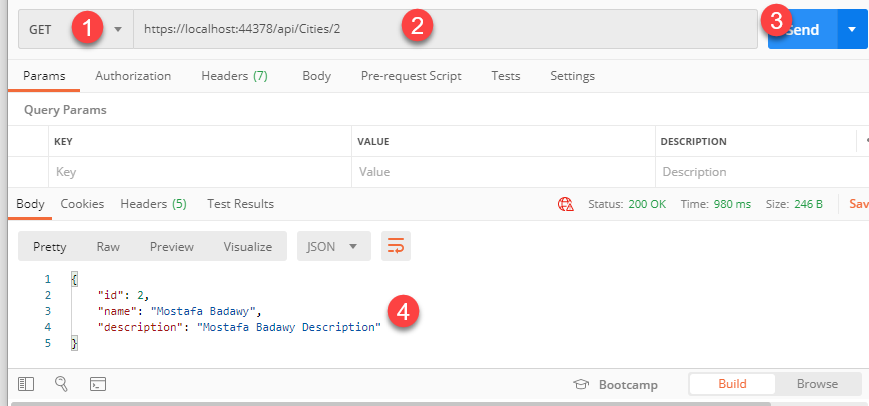 GET 1 https://localhost:44378/api/Cities/2 2 3 Send
Params Authorization Headers (7) Body Pre-request Script Tests Settings
Query Params
KEY VALUE DESCRIPTION
Key Value Description
Body Cookies Headers (5) Test Results Status: 200 OK Time: 980 ms Size: 246 B Sav
Pretty Raw Preview Visualize JSON
1 {
2 "id": 2,
3 "name": "Mostafa Badawy",
4 "description": "Mostafa Badawy Description" 4
5 }
Bootcamp Build Browse